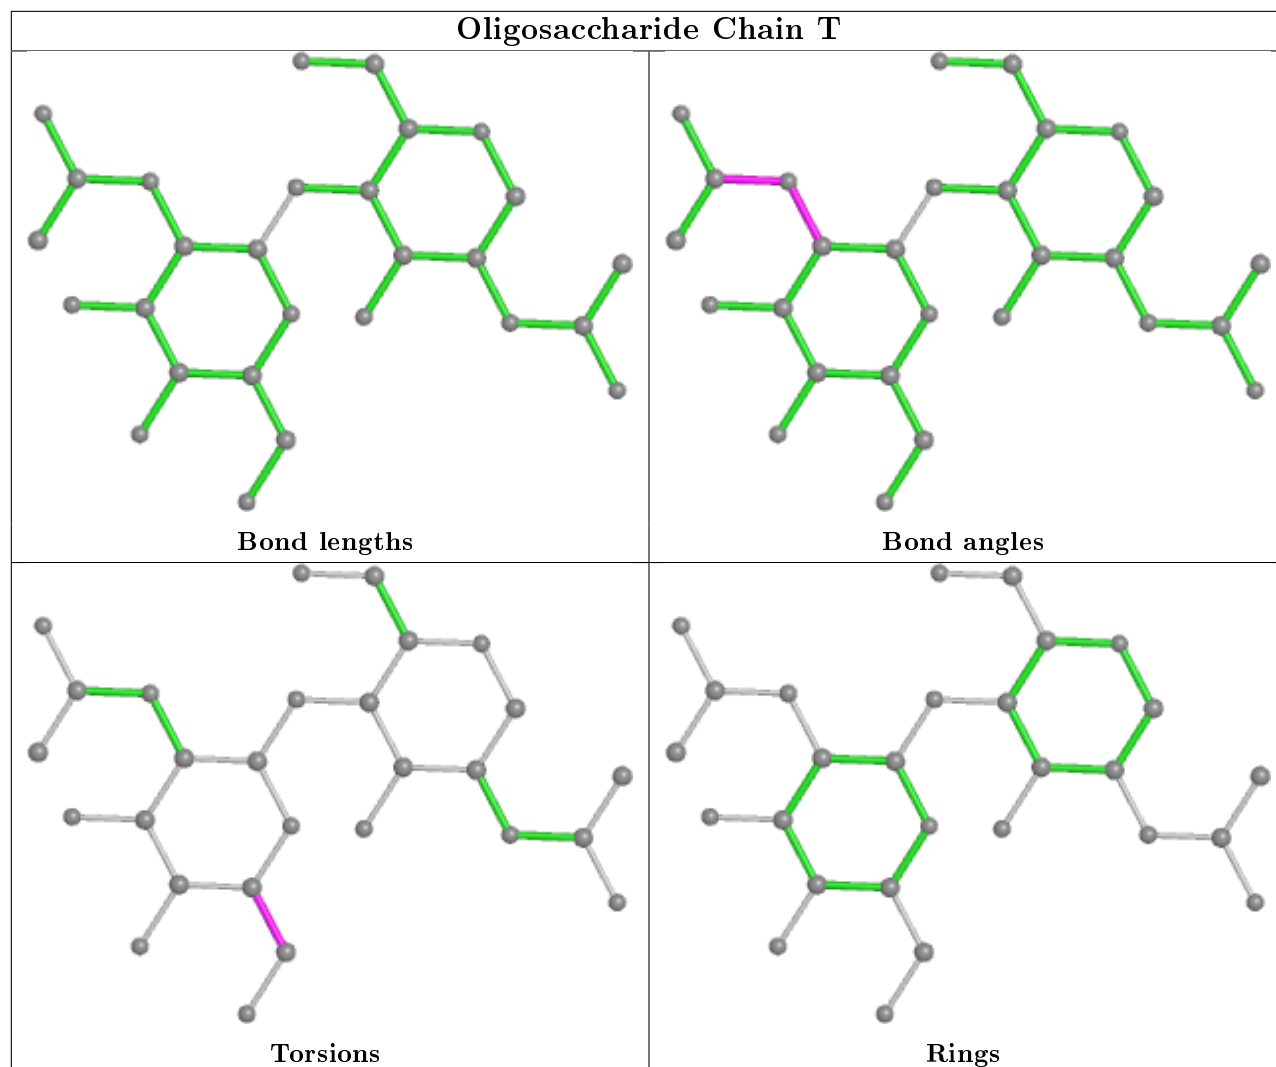 Oligosaccharide Chain T
Bond lengths
Bond angles
Torsions
Rings